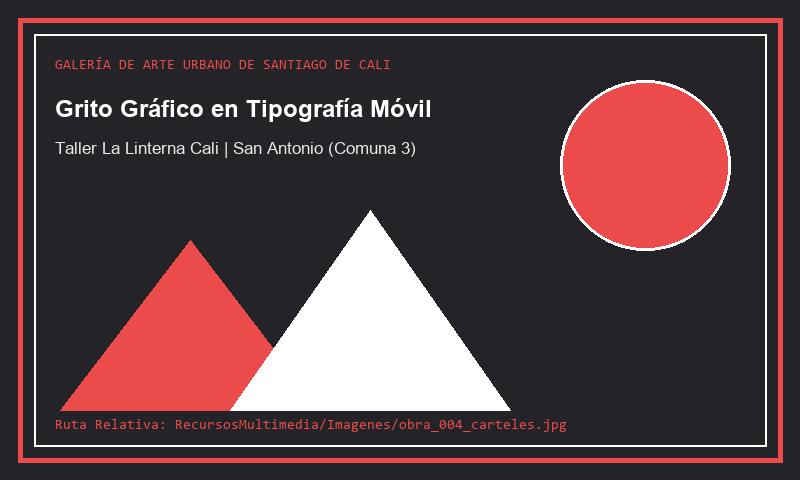 GALERÍA DE ARTE URBANO DE SANTIAGO DE CALI
Grito Gráfico en Tipografía Móvil
Taller La Linterna Cali | San Antonio (Comuna 3)
Ruta Relativa: RecursosMultimedia/Imagenes/obra_004_carteles.jpg